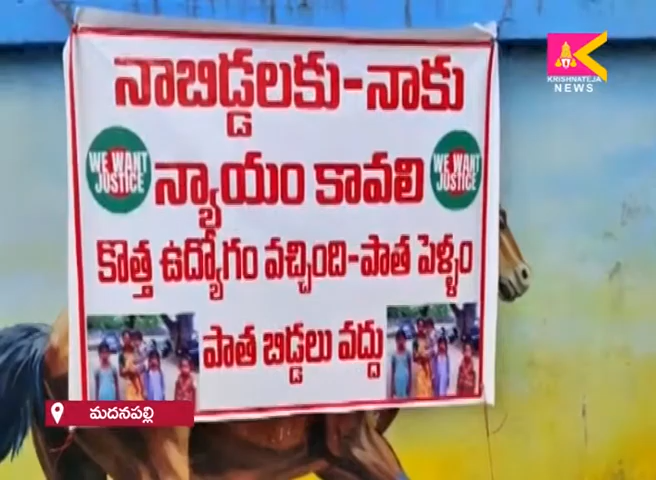 KRISHNATEJA
NEWS
నాబిడ్డలకు-నాకు
WE WANT
JUSTICE
న్యాయం కావలి
WE WANT
JUSTICE
కొత్త ఉద్యోగం వచ్చింది-పాత పెళ్ళం
పాత బిడ్డలు వద్దు
మదనపల్లి